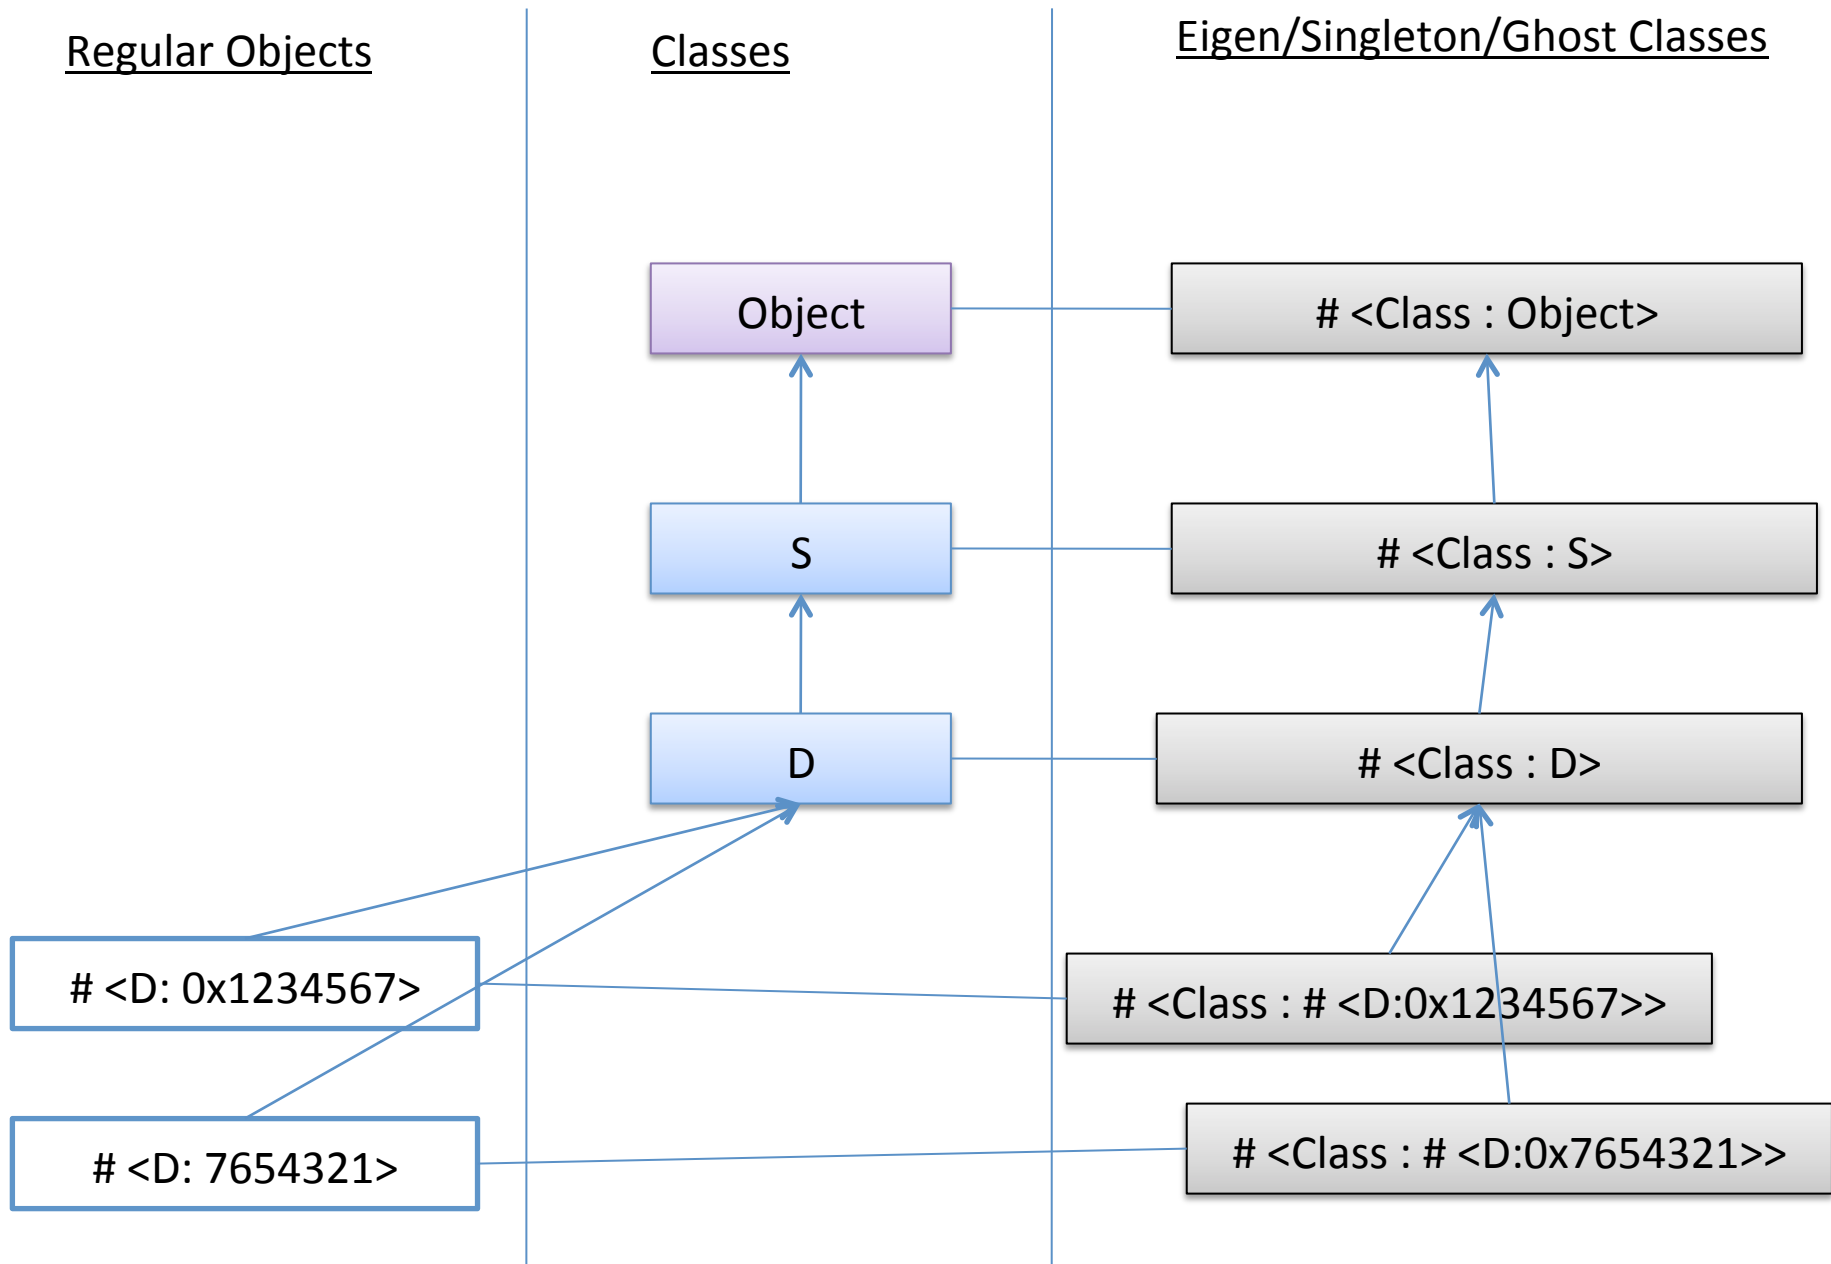 Regular Objects
Classes
Eigen/Singleton/Ghost Classes
Object
# <Class : Object>
S
# <Class : S>
D
# <Class : D>
# <D: 0x1234567>
# <Class : # <D:0x1234567>>
# <D: 7654321>
# <Class : # <D:0x7654321>>